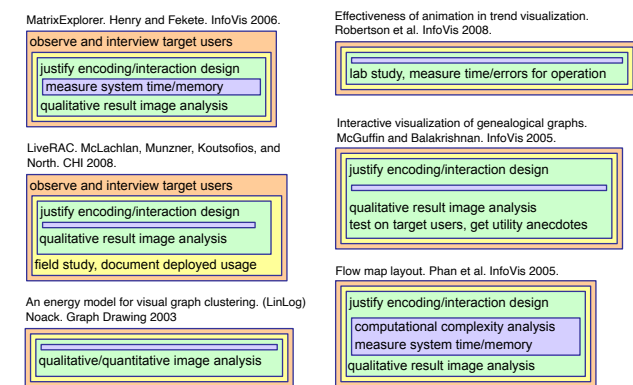 MatrixExplorer. Henry and Fekete. InfoVis 2006.
observe and interview target users
justify encoding/interaction design
measure system time/memory
qualitative result image analysis
LiveRAC. McLachlan, Munzner, Koutsofios, and
North. CHI 2008.
observe and interview target users
justify encoding/interaction design
qualitative result image analysis
field study, document deployed usage
An energy model for visual graph clustering. (LinLog)
Noack. Graph Drawing 2003
qualitative/quantitative image analysis
Effectiveness of animation in trend visualization.
Robertson et al. InfoVis 2008.
lab study, measure time/errors for operation
Interactive visualization of genealogical graphs.
McGuffin and Balakrishnan. InfoVis 2005.
justify encoding/interaction design
qualitative result image analysis
test on target users, get utility anecdotes
Flow map layout. Phan et al. InfoVis 2005.
justify encoding/interaction design
computational complexity analysis
measure system time/memory
qualitative result image analysis